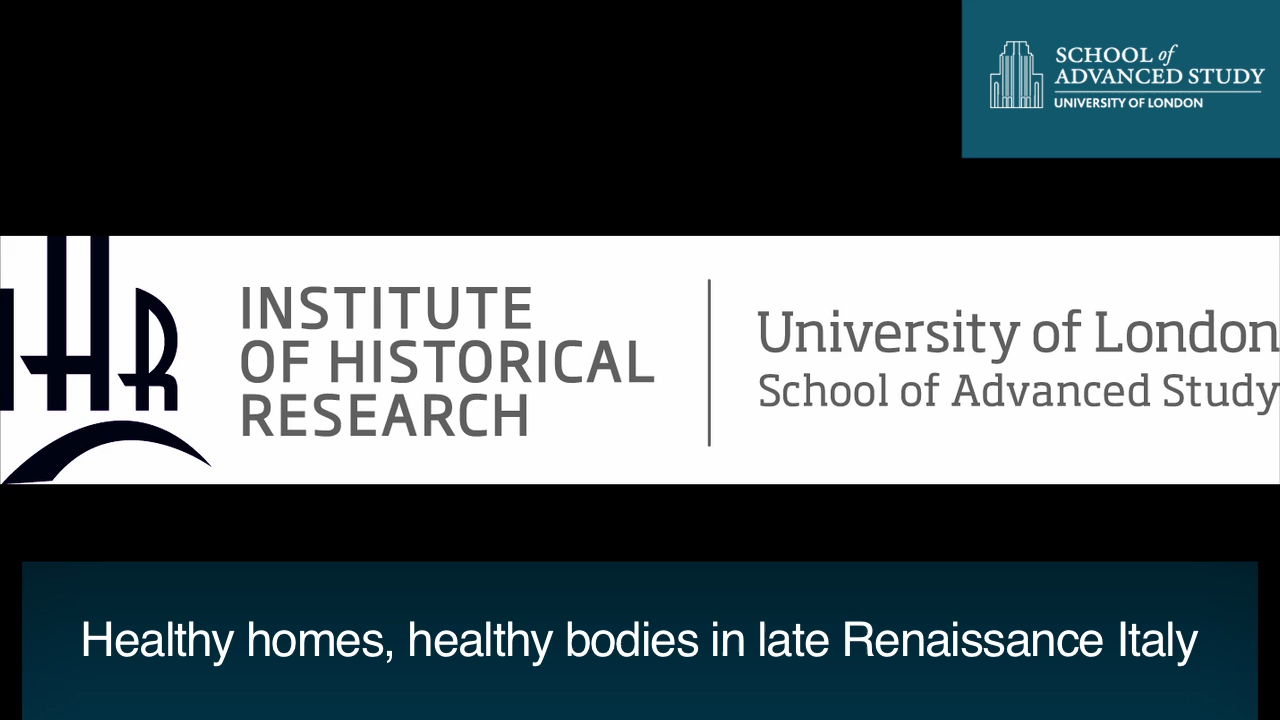 SCHOOL of
ADVANCED STUDY
UNIVERSITY OF LONDON
IHR
INSTITUTE
OF HISTORICAL
RESEARCH
University of London
School of Advanced Study
Healthy homes, healthy bodies in late Renaissance Italy